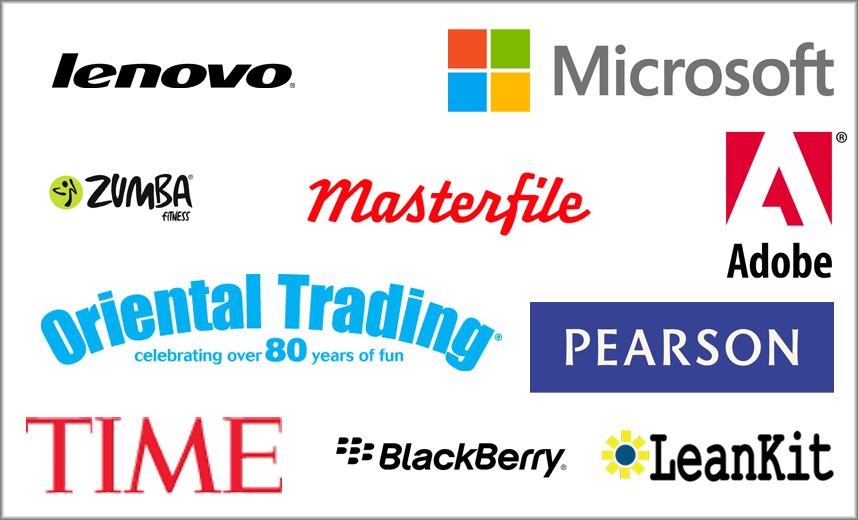 lenovo®
Microsoft
ZUMBA®
FITNESS
Masterfile
®
Adobe
Oriental Trading®
celebrating over 80 years of fun
PEARSON
TIME
BlackBerry®
LeanKit